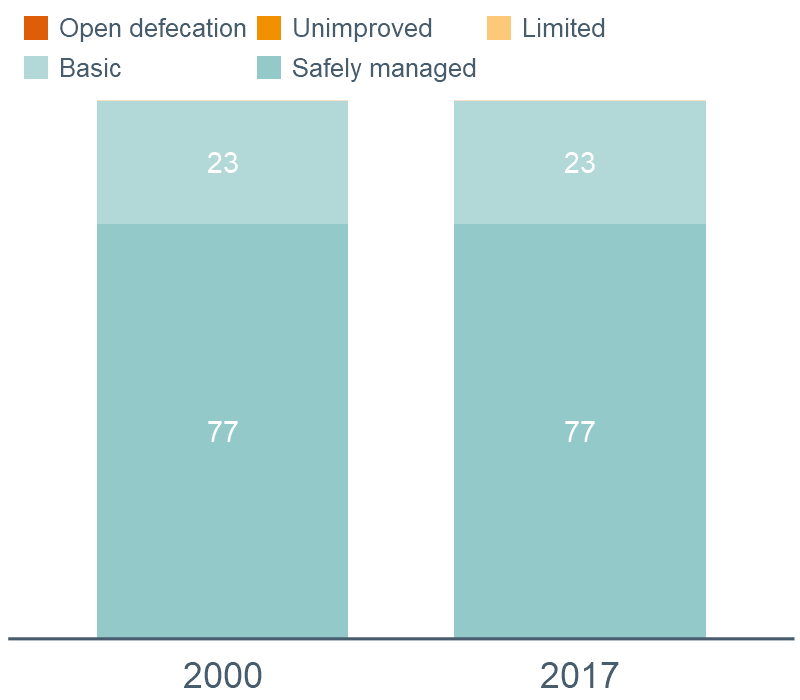 Open defecation Unimproved Limited
Basic Safely managed
23 23
77 77
2000 2017